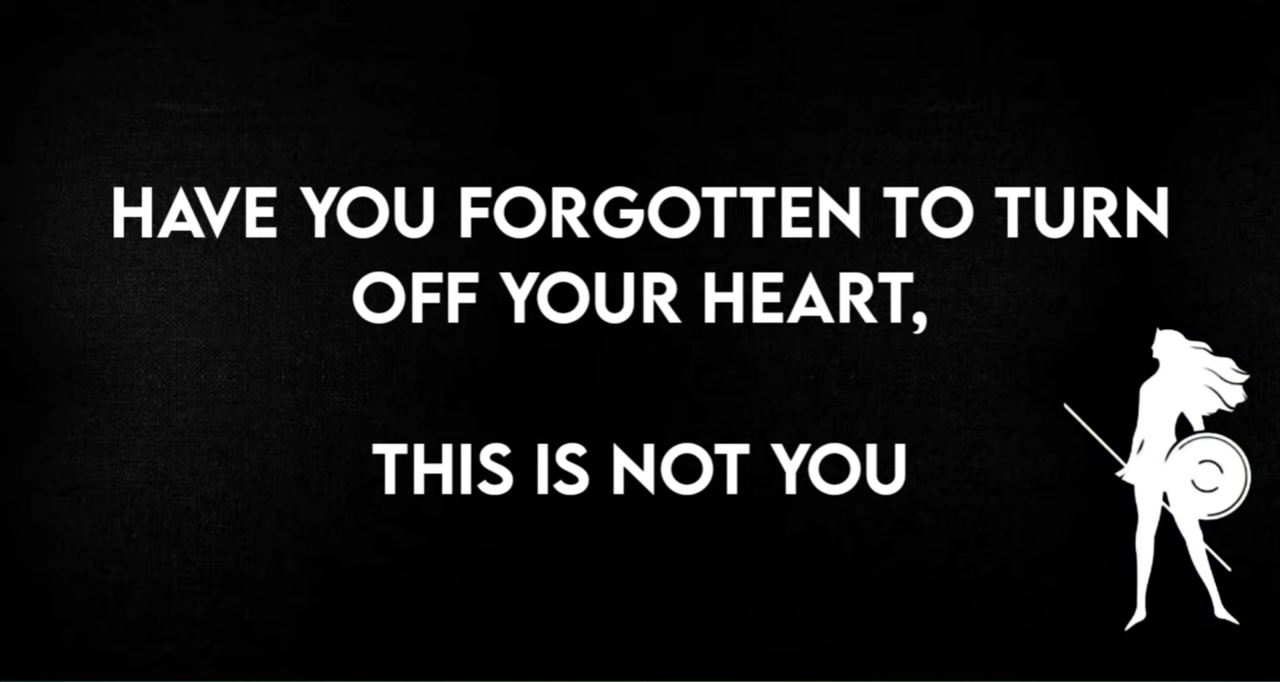 HAVE YOU FORGOTTEN TO TURN
OFF YOUR HEART,
THIS IS NOT YOU